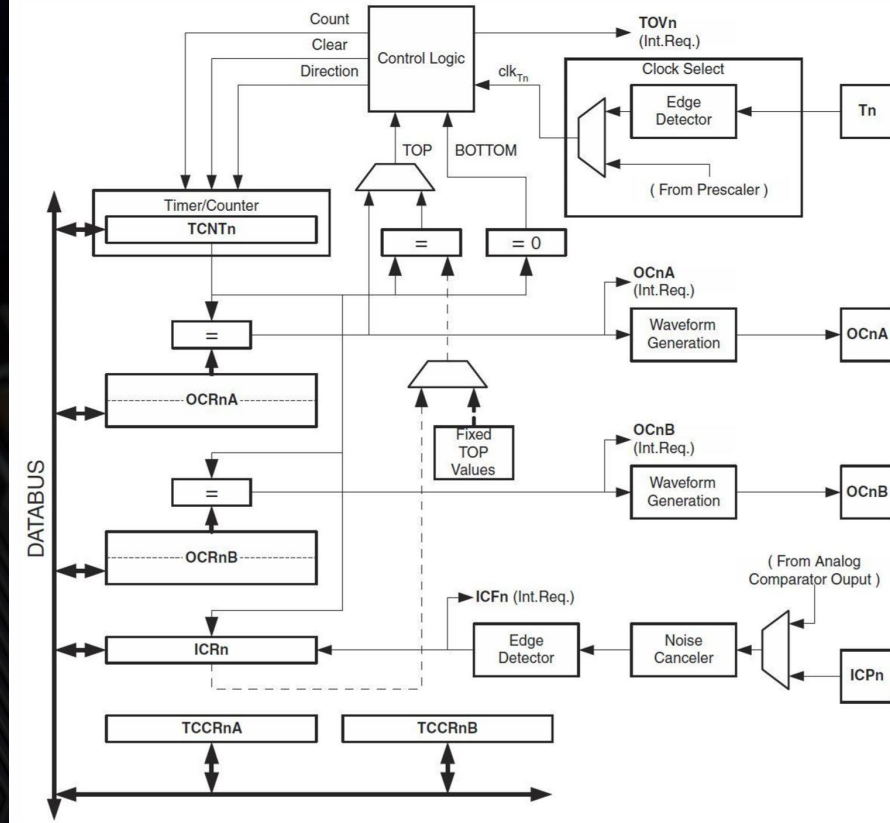 Count
Clear
Direction
Control Logic
TOVn
(Int.Req.)
clkTn
Clock Select
Edge
Detector
Tn
( From Prescaler )
TOP
BOTTOM
Timer/Counter
TCNTn
=
= 0
OCnA
(Int.Req.)
=
Waveform
Generation
OCnA
OCRnA
Fixed
TOP
Values
OCnB
(Int.Req.)
=
Waveform
Generation
OCnB
DATABUS
OCRnB
( From Analog
Comparator Ouput )
ICFn (Int.Req.)
ICRn
Edge
Detector
Noise
Canceler
ICPn
TCCRnA
TCCRnB